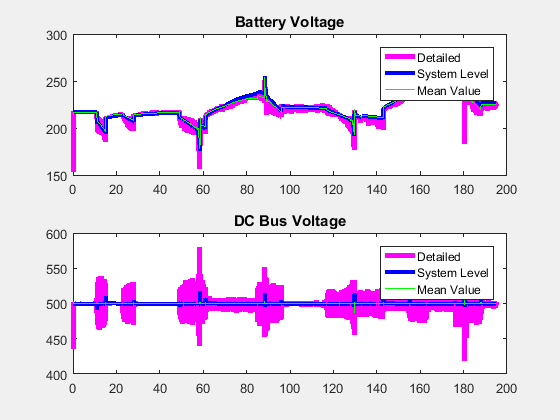 Battery Voltage
300
250
200
150
Detailed
System Level
Mean Value
0 20 40 60 80 100 120 140 160 180 200
DC Bus Voltage
600
550
500
450
400
Detailed
System Level
Mean Value
0 20 40 60 80 100 120 140 160 180 200